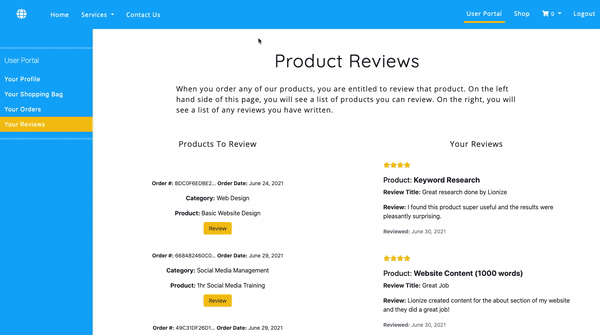 Home Services Contact Us User Portal Shop 0 Logout
User Portal
Your Profile
Your Shopping Bag
Your Orders
Your Reviews
Product Reviews
When you order any of our products, you are entitled to review that product. On the left
hand side of this page, you will see a list of products you can review. On the right, you will
see a list of any reviews you have written.
Products To Review
Order #: BDC0F6EDBE2... Order Date: June 24, 2021
Category: Web Design
Product: Basic Website Design
Review
Order #: 668482460C0... Order Date: June 29, 2021
Category: Social Media Management
Product: 1hr Social Media Training
Review
Order #: 49C31DF26D1... Order Date: June 29, 2021
Your Reviews
Product: Keyword Research
Review Title: Great research done by Lionize
Review: I found this product super useful and the results were
pleasantly surprising.
Reviewed: June 30, 2021
Product: Website Content (1000 words)
Review Title: Great Job
Review: Lionize created content for the about section of my website
and they did a great job!
Reviewed: June 30, 2021